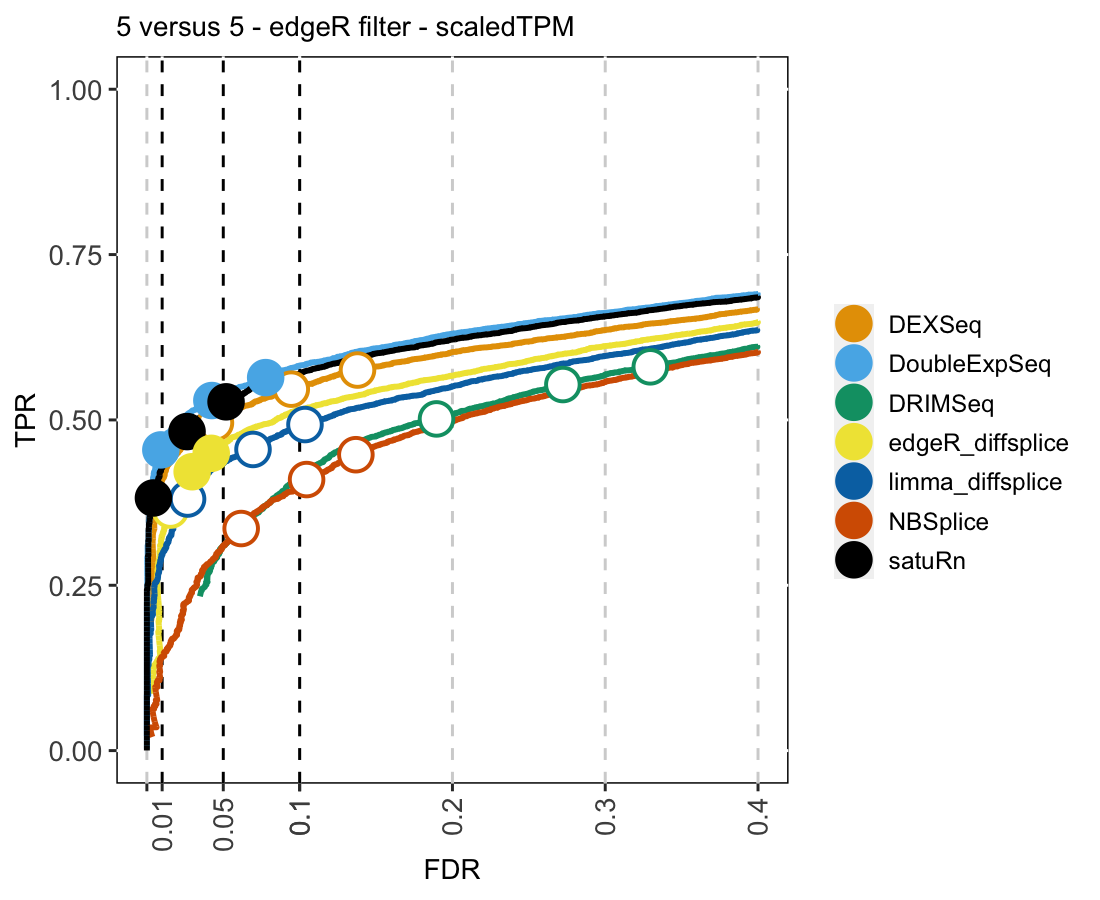 5 versus 5 - edgeR filter - scaledTPM
1.00
0.75
0.50
0.25
0.00
TPR
0.01
0.05
0.1
0.2
0.3
0.4
FDR
DEXSeq
DoubleExpSeq
DRIMSeq
edgeR_diffsplice
limma_diffsplice
NBSplice
satuRn